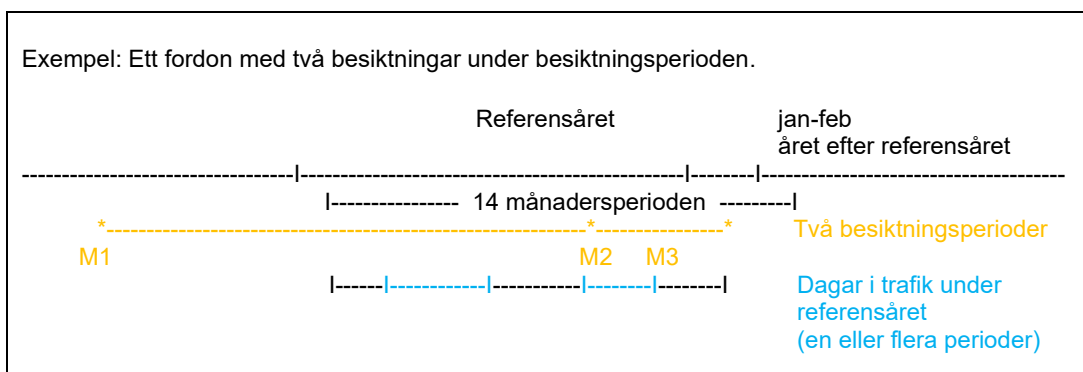 Exempel: Ett fordon med två besiktningar under besiktningsperioden.
Referensåret jan-feb
året efter referensåret
----------------------------------I------------------------------------------------I--------I--------------------------------------
I---------------- 14 månadersperioden ---------I
*------------------------------------------------------------*----------------* Två besiktningsperioder
M1 M2 M3
I------I------------I-----------I--------I--------I Dagar i trafik under
referensåret
(en eller flera perioder)